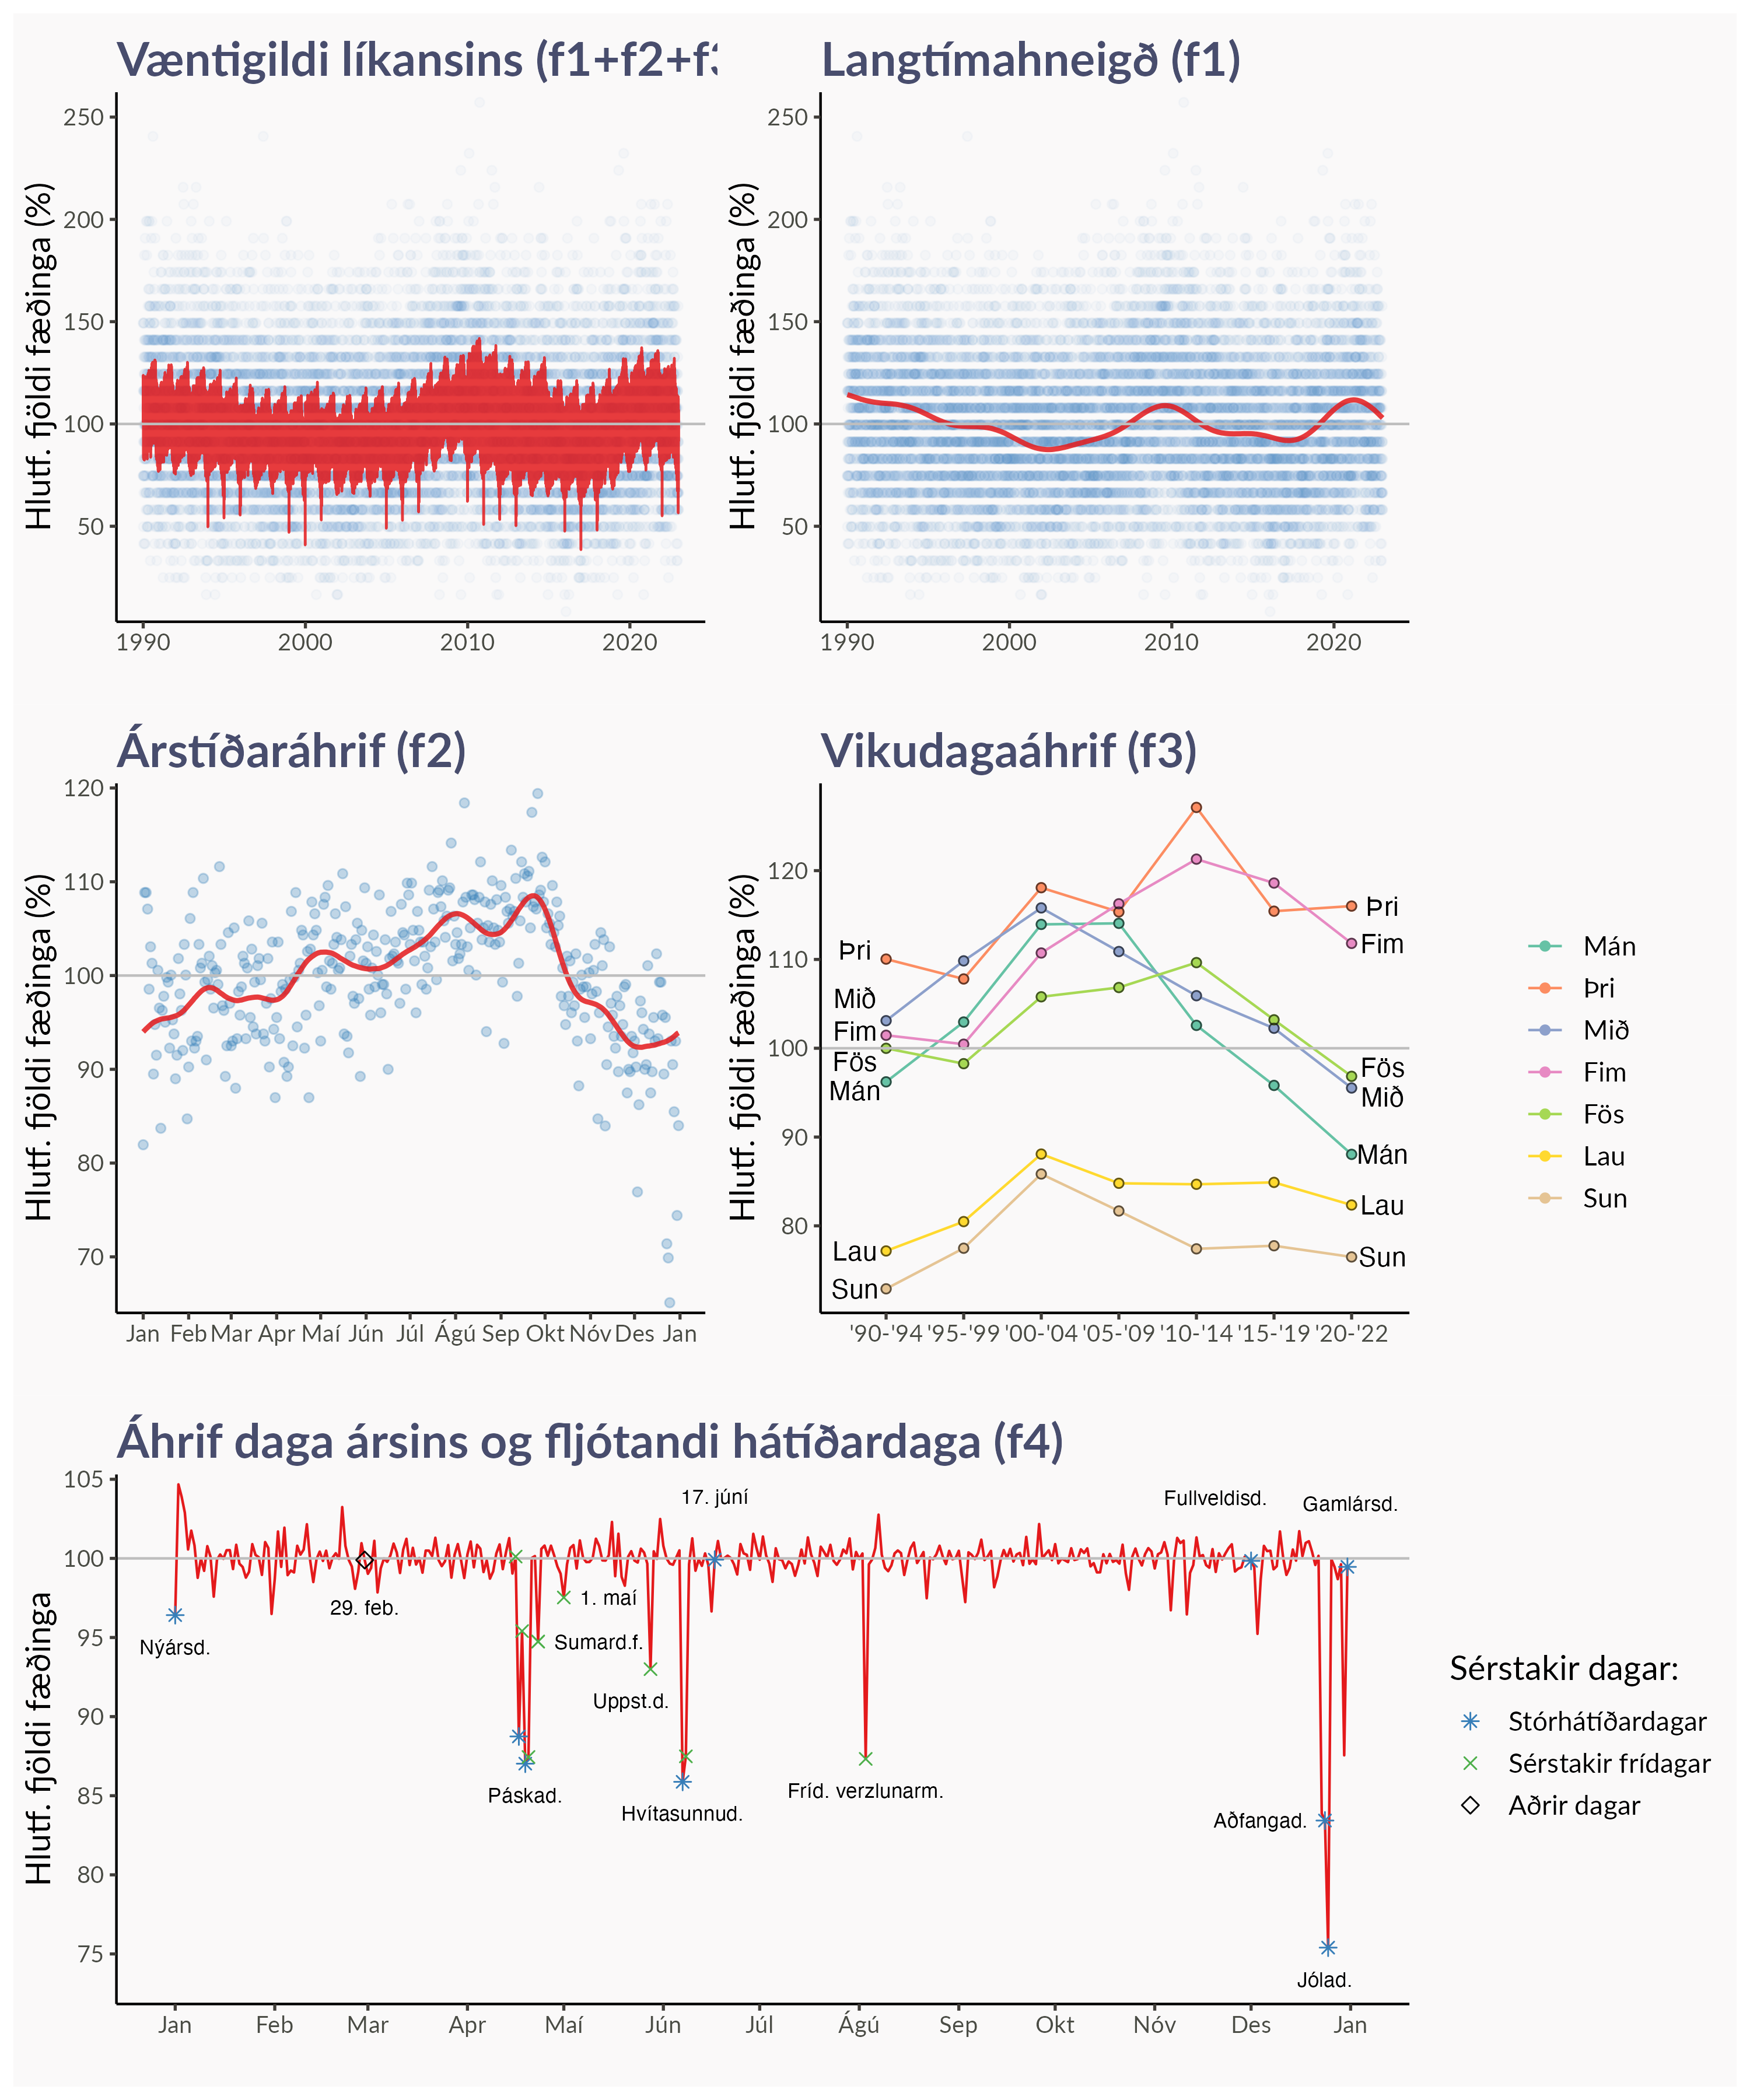 Væntigildi líkansins (f1+f2+f3
Hlutf. fjöldi fæðinga (%)
250
200
150
100
50
1990 2000 2010 2020
Langtímahneigð (f1)
Hlutf. fjöldi fæðinga (%)
250
200
150
100
50
1990 2000 2010 2020
Árstíðaráhrif (f2)
Hlutf. fjöldi fæðinga (%)
120
110
100
90
80
70
Jan Feb Mar Apr Maí Jún Júl Ágú Sep Okt Nóv Des Jan
Vikudagaáhrif (f3)
Hlutf. fjöldi fæðinga (%)
120
110
100
90
80
Þri
Mið
Fim
Fös
Mán
Lau
Sun
Þri
Fim
Fös
Mið
Mán
Lau
Sun
'90-'94 '95-'99 '00-'04 '05-'09 '10-'14 '15-'19 '20-'22
Mán
Þri
Mið
Fim
Fös
Lau
Sun
Áhrif daga ársins og fljótandi hátíðardaga (f4)
Hlutf. fjöldi fæðinga
105
100
95
90
85
80
75
17. júní
Fullveldisd.
Gamlársd.
29. feb.
1. maí
Nýársd.
Sumard.f.
Uppst.d.
Páskad.
Hvítasunnud.
Fríd. verzlunarm.
Aðfangad.
Jólad.
Jan Feb Mar Apr Maí Jún Júl Ágú Sep Okt Nóv Des Jan
Sérstakir dagar:
Stórhátíðardagar
Sérstakir frídagar
Aðrir dagar